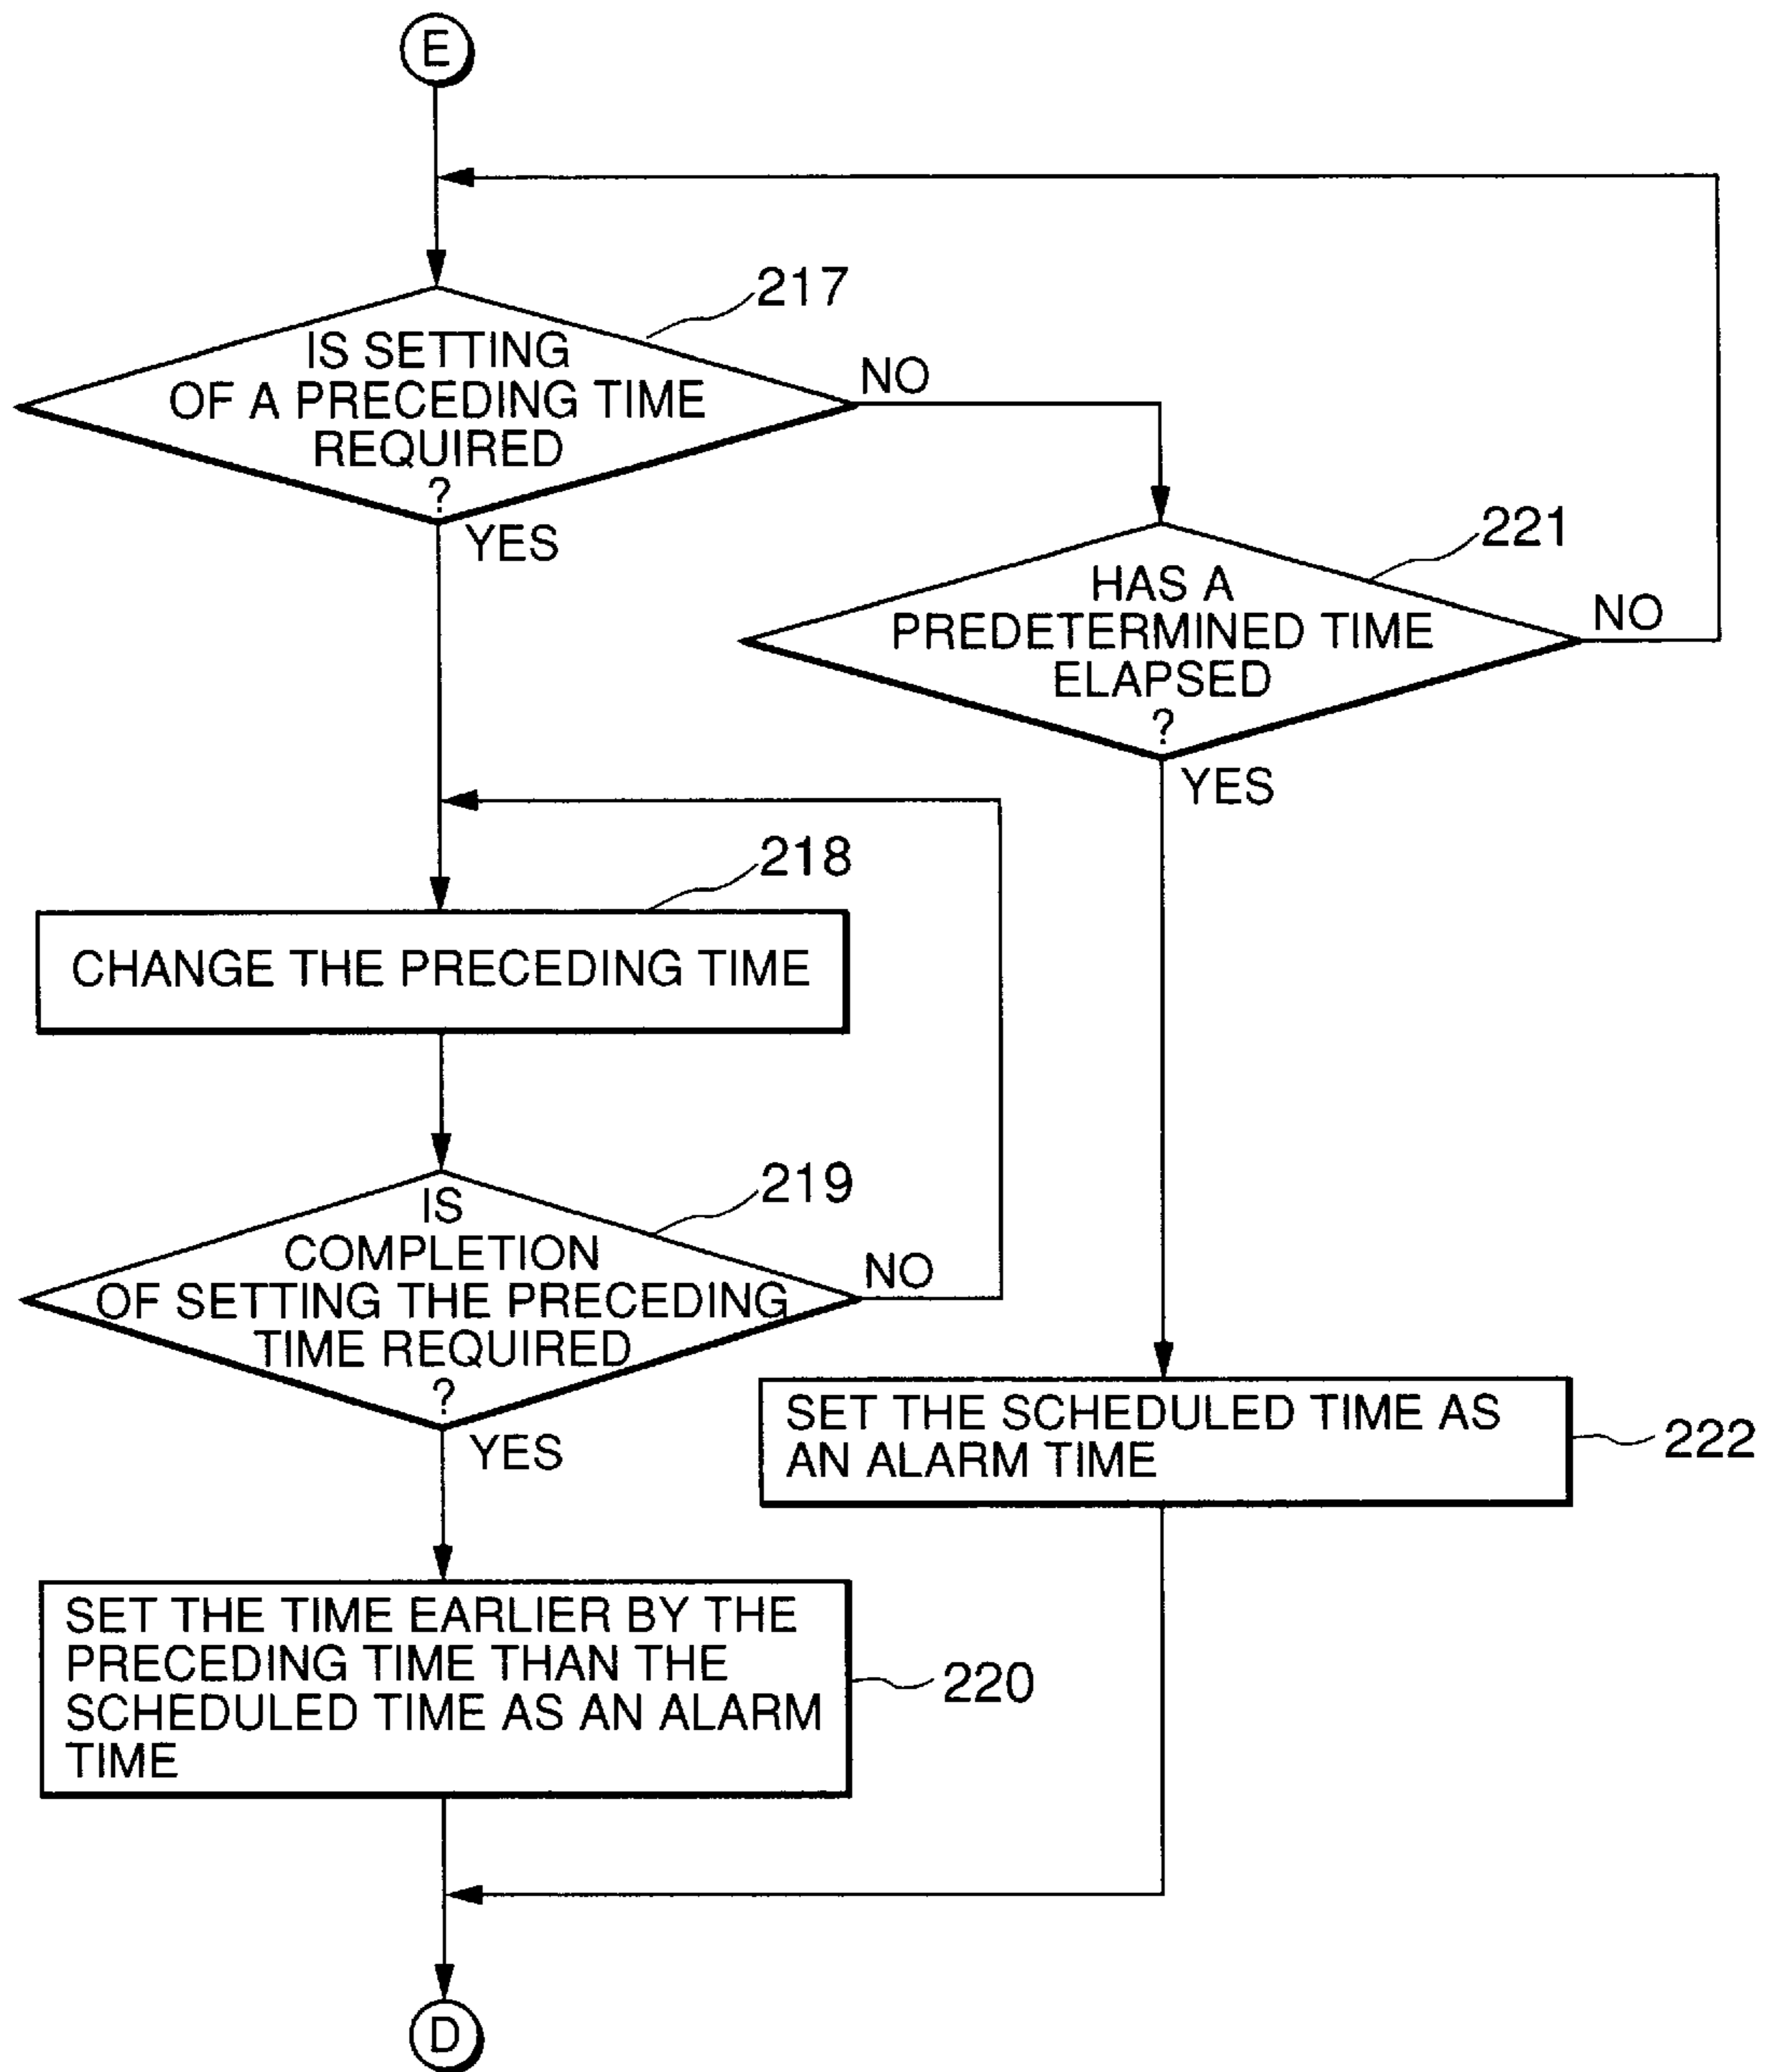 E
217
IS SETTING
OF A PRECEDING TIME
REQUIRED
?
NO
YES
221
HAS A
PREDETERMINED TIME
ELAPSED
?
NO
YES
218
CHANGE THE PRECEDING TIME
219
IS
COMPLETION
OF SETTING THE PRECEDING
TIME REQUIRED
?
NO
YES
SET THE SCHEDULED TIME AS
AN ALARM TIME
222
SET THE TIME EARLIER BY THE
PRECEDING TIME THAN THE
SCHEDULED TIME AS AN ALARM
TIME
220
D